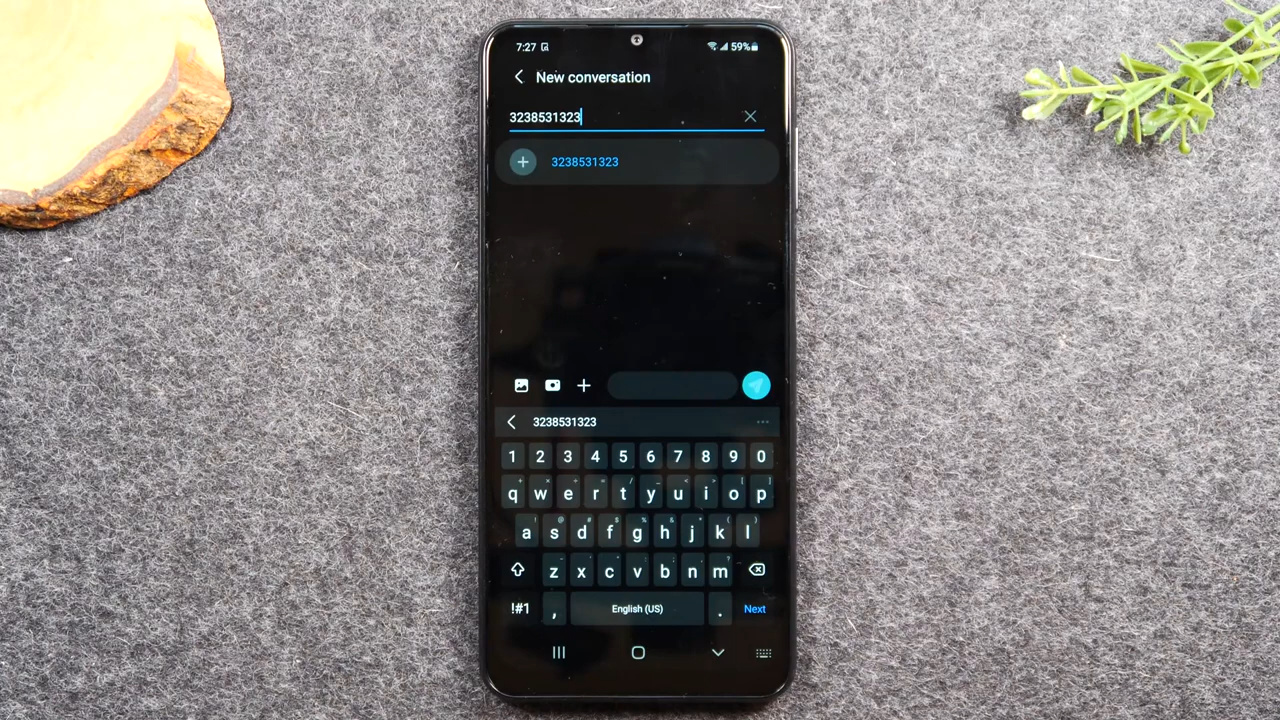 7:27 59%
New conversation
3238531323
3238531323
3238531323
1 2 3 4 5 6 7 8 9 0
q w e r t y u i o p
a s d f g h j k l
z x c v b n m
!#1 , English (US) . Next